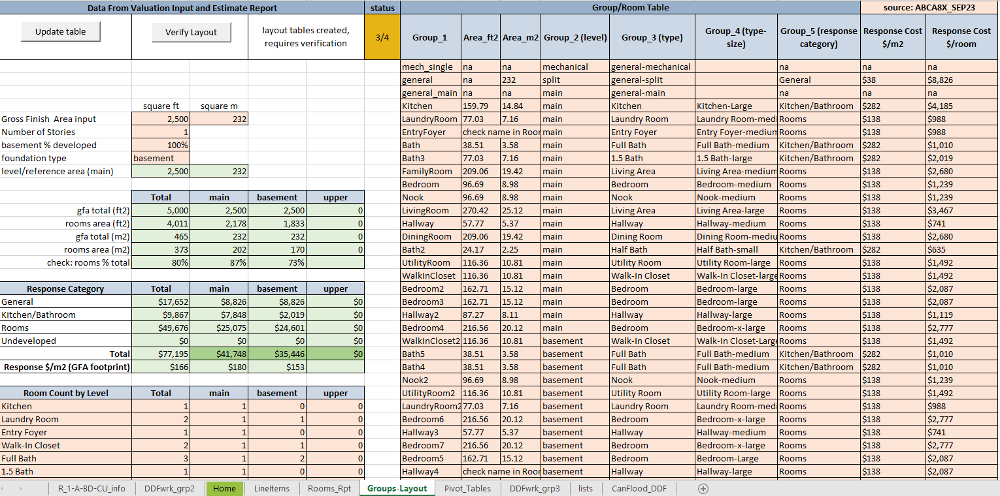 Data From Valuation Input and Estimate Report status Group/Room Table source: ABCA8X_SEP23
Update table Verify Layout layout tables created, requires verification 3/4 Group_1 Area_ft2 Area_m2 Group_2 (level) Group_3 (type) Group_4 (type-size) Group_5 (response category) Response Cost $/m2 Response Cost $/room
mech_single na na mechanical general-mechanical na na na
general na 232 split general-split General $38 $8,826
general_main na na main general-main na na na
square ft square m Kitchen 159.79 14.84 main Kitchen Kitchen-Large Kitchen/Bathroom $282 $4,185
Gross Finish Area input 2,500 232 LaundryRoom 77.03 7.16 main Laundry Room Laundry Room-medi Rooms $138 $988
Number of Stories 1 EntryFoyer check name in Roor main Entry Foyer Entry Foyer-medium Rooms $138 $988
basement % developed 100% Bath 38.51 3.58 main Full Bath Full Bath-medium Kitchen/Bathroom $282 $1,010
foundation type basement Bath3 77.03 7.16 main 1.5 Bath 1.5 Bath-large Kitchen/Bathroom $282 $2,019
level/reference area (main) 2,500 232 FamilyRoom 209.06 19.42 main Living Area Living Area-medium Rooms $138 $2,680
Bedroom 96.69 8.98 main Bedroom Bedroom-medium Rooms $138 $1,239
Total main basement upper Nook 96.69 8.98 main Nook Nook-medium Rooms $138 $1,239
gfa total (ft2) 5,000 2,500 2,500 0 LivingRoom 270.42 25.12 main Living Area Living Area-large Rooms $138 $3,467
rooms area (ft2) 4,011 2,178 1,833 0 Hallway 57.77 5.37 main Hallway Hallway-medium Rooms $138 $741
gfa total (m2) 465 232 232 0 DiningRoom 209.06 19.42 main Dining Room Dining Room-mediu Rooms $138 $2,680
rooms area (m2) 373 202 170 0 Bath2 24.17 2.25 main Half Bath Half Bath-small Kitchen/Bathroom $282 $635
check: rooms % total 80% 87% 73% UtilityRoom 116.36 10.81 main Utility Room Utility Room-large Rooms $138 $1,492
WalkInCloset 116.36 10.81 main Walk-In Closet Walk-In Closet-large Rooms $138 $1,492
Response Category Total main basement upper Bedroom2 162.71 15.12 main Bedroom Bedroom-large Rooms $138 $2,087
General $17,652 $8,826 $8,826 $0 Bedroom3 162.71 15.12 main Bedroom Bedroom-large Rooms $138 $2,087
Kitchen/Bathroom $9,867 $7,848 $2,019 $0 Hallway2 87.27 8.11 main Hallway Hallway-large Rooms $138 $1,119
Rooms $49,676 $25,075 $24,601 $0 Bedroom4 216.56 20.12 main Bedroom Bedroom-x-large Rooms $138 $2,777
Undeveloped $0 $0 $0 $0 WalkInCloset2 116.36 10.81 basement Walk-In Closet Walk-In Closet-Large Rooms $138 $1,492
Total $77,195 $41,748 $35,446 $0 Bath5 38.51 3.58 basement Full Bath Full Bath-medium Kitchen/Bathroom $282 $1,010
Response $/m2 (GFA footprint) $166 $180 $153 Bath4 38.51 3.58 basement Full Bath Full Bath-medium Kitchen/Bathroom $282 $1,010
Nook2 96.69 8.98 basement Nook Nook-medium Rooms $138 $1,239
Room Count by Level Total main basement upper UtilityRoom2 116.36 10.81 basement Utility Room Utility Room-large Rooms $138 $1,492
Kitchen 1 1 0 0 LaundryRoom2 77.03 7.16 basement Laundry Room Laundry Room-medi Rooms $138 $988
Laundry Room 2 1 1 0 Bedroom6 216.56 20.12 basement Bedroom Bedroom-x-large Rooms $138 $2,777
Entry Foyer 1 1 0 0 Hallway3 57.77 5.37 basement Hallway Hallway-medium Rooms $138 $741
Walk-In Closet 2 1 1 0 Bedroom7 216.56 20.12 basement Bedroom Bedroom-x-large Rooms $138 $2,777
Full Bath 3 1 2 0 Bedroom5 162.71 15.12 basement Bedroom Bedroom-Large Rooms $138 $2,087
1.5 Bath 1 1 0 0 Hallway4 check name in Roor basement Hallway Hallway-large Rooms $138 $2,087
R_1-A-BD-CU_info DDFwrk_grp2 Home LineItems Rooms_Rpt Groups-Layout Pivot_Tables DDFwrk_grp3 lists CanFlood_DDF